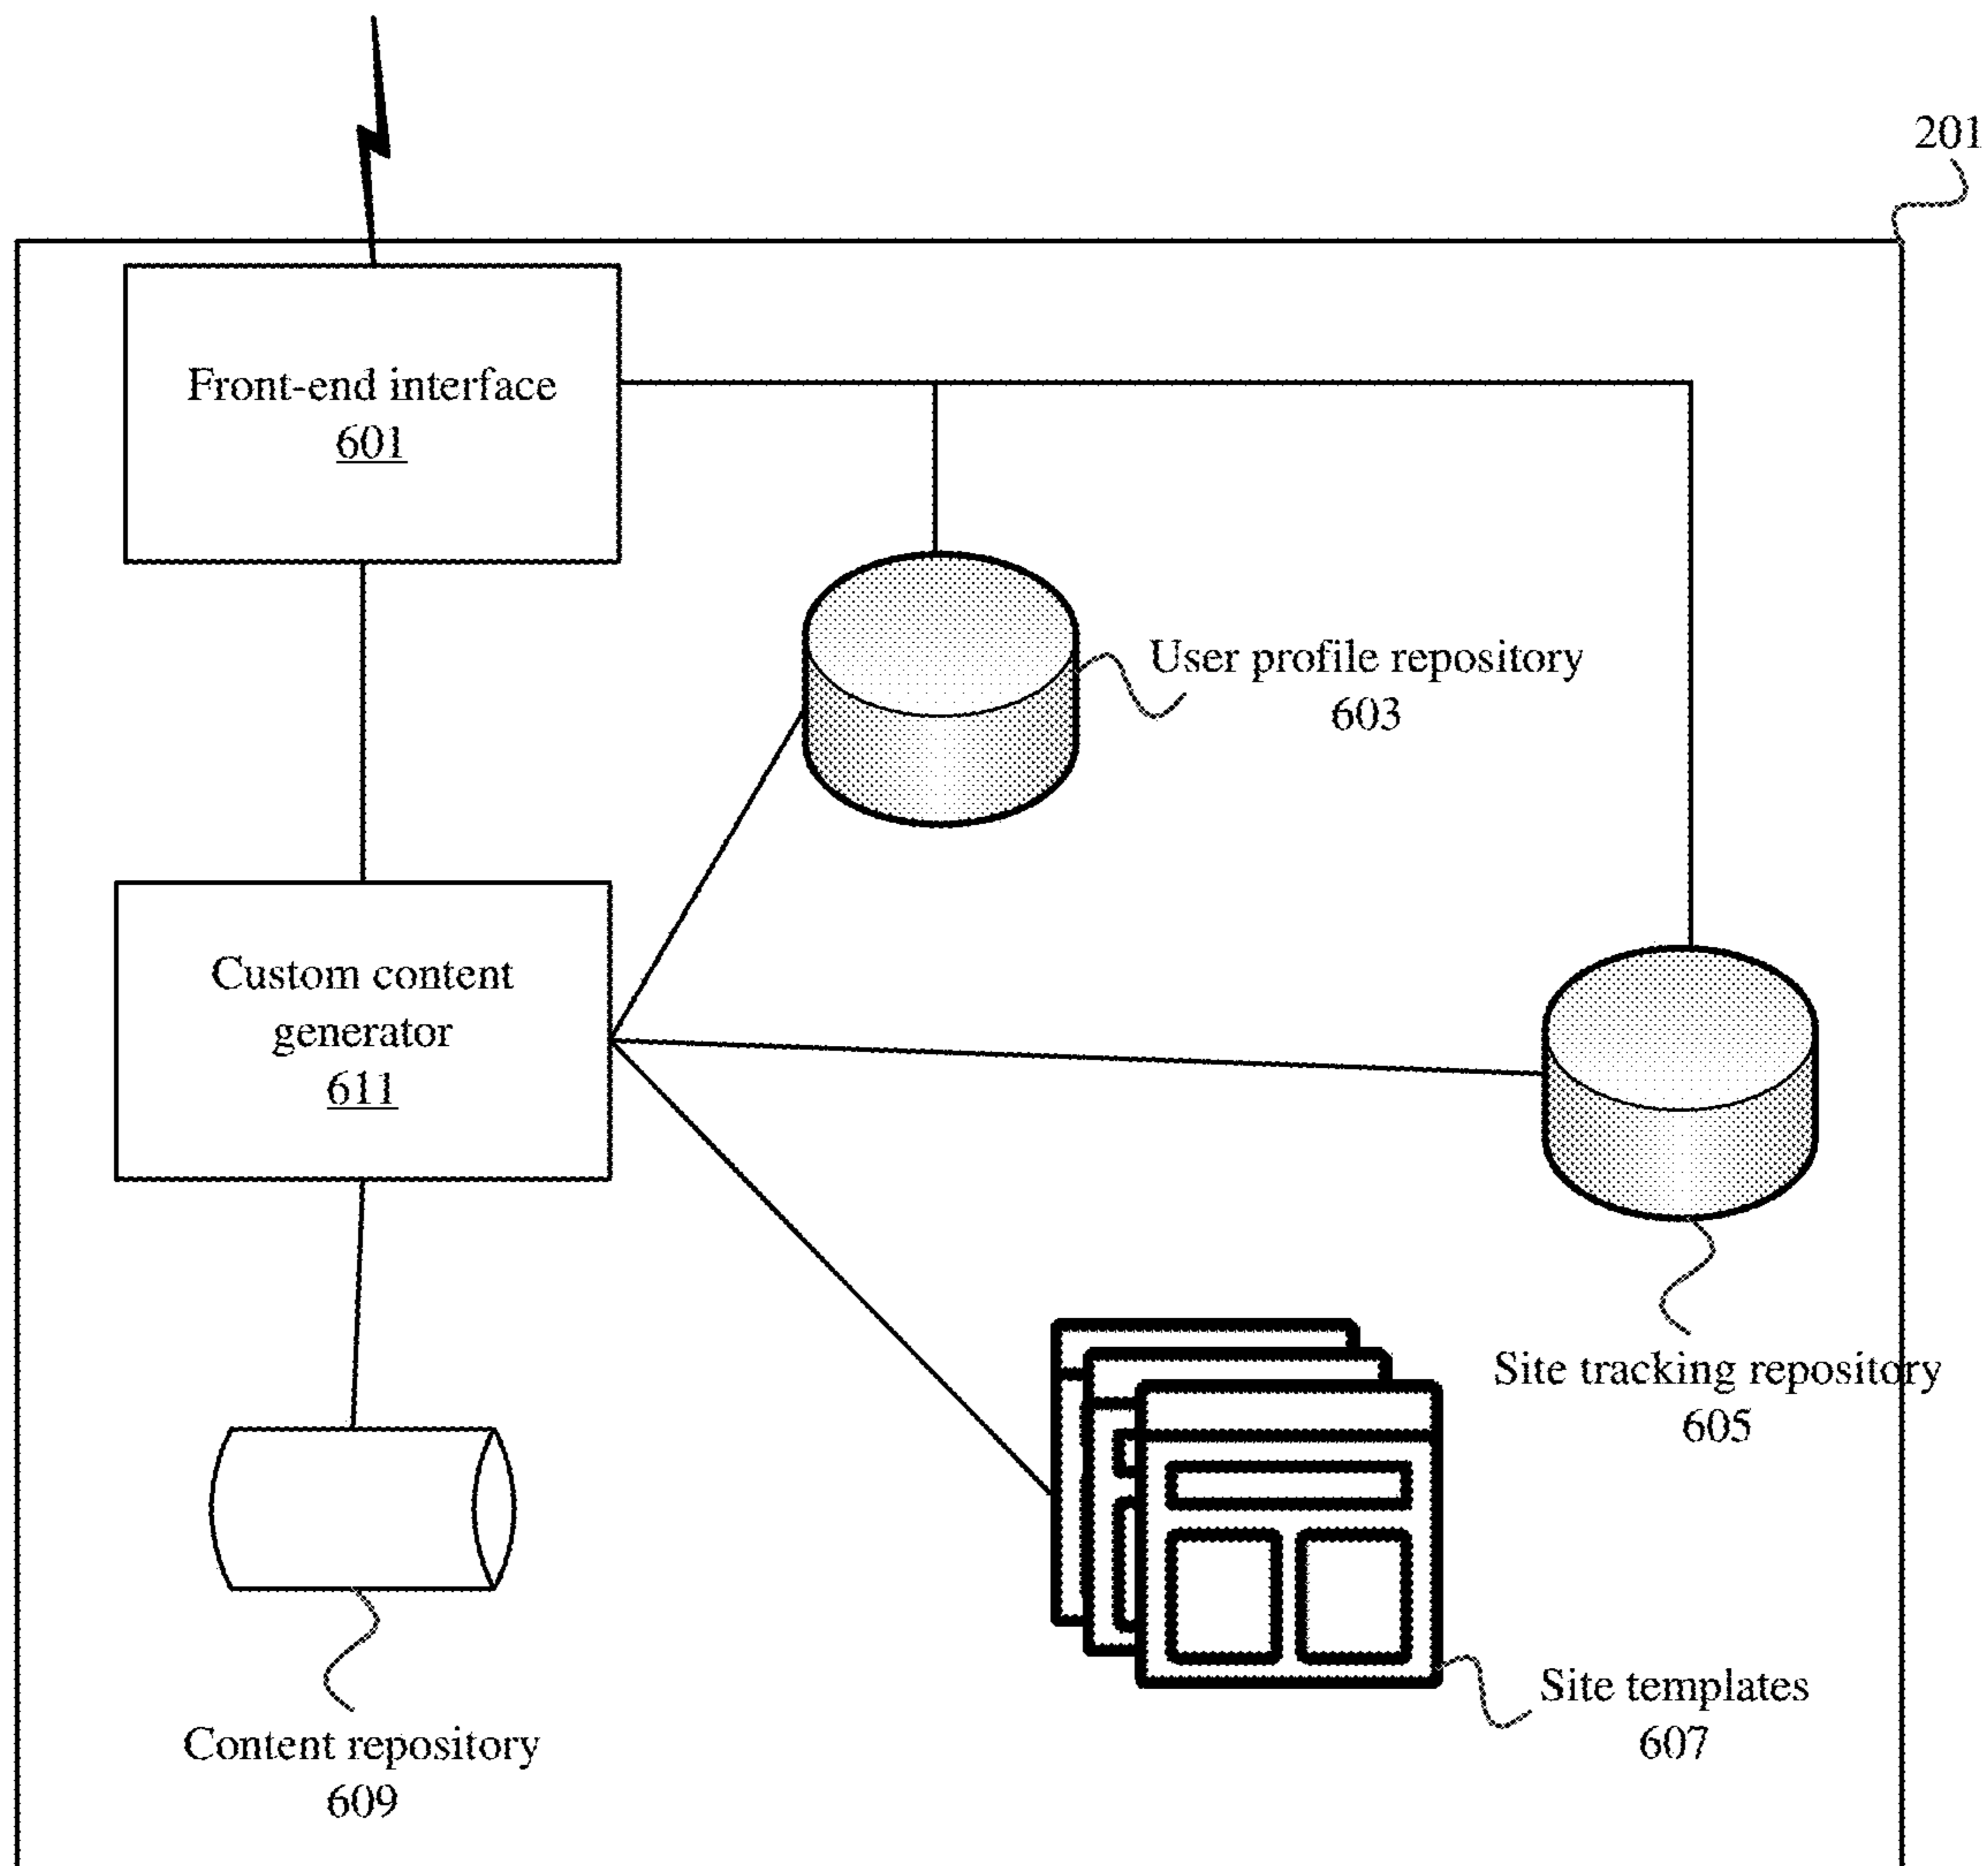 201
Front-end interface
601
User profile repository
603
Custom content
generator
611
Site tracking repository
605
Site templates
607
Content repository
609